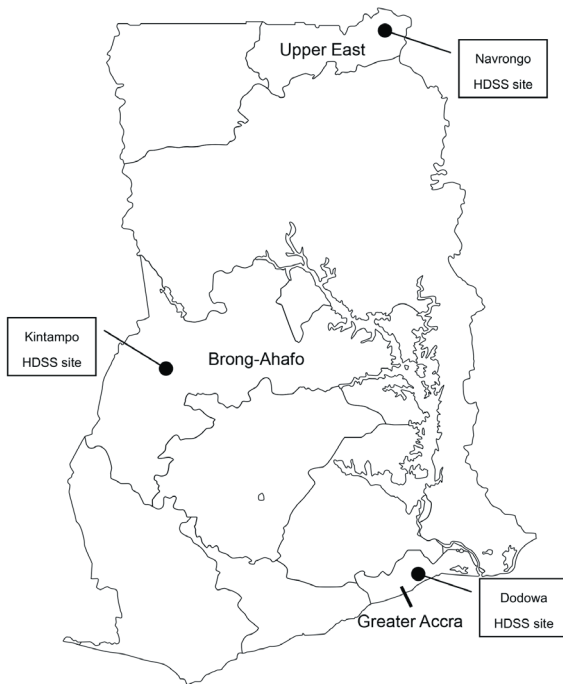 Upper East
Navrongo
HDSS site
Kintampo
HDSS site
Brong-Ahafo
Greater Accra
Dodowa
HDSS site